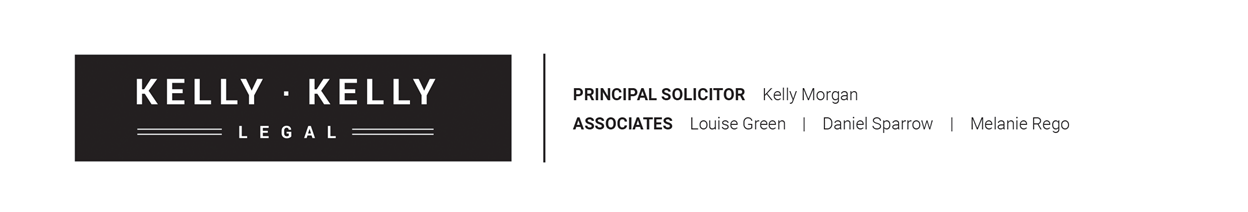 KELLY · KELLY
LEGAL
PRINCIPAL SOLICITOR Kelly Morgan
ASSOCIATES Louise Green | Daniel Sparrow | Melanie Rego